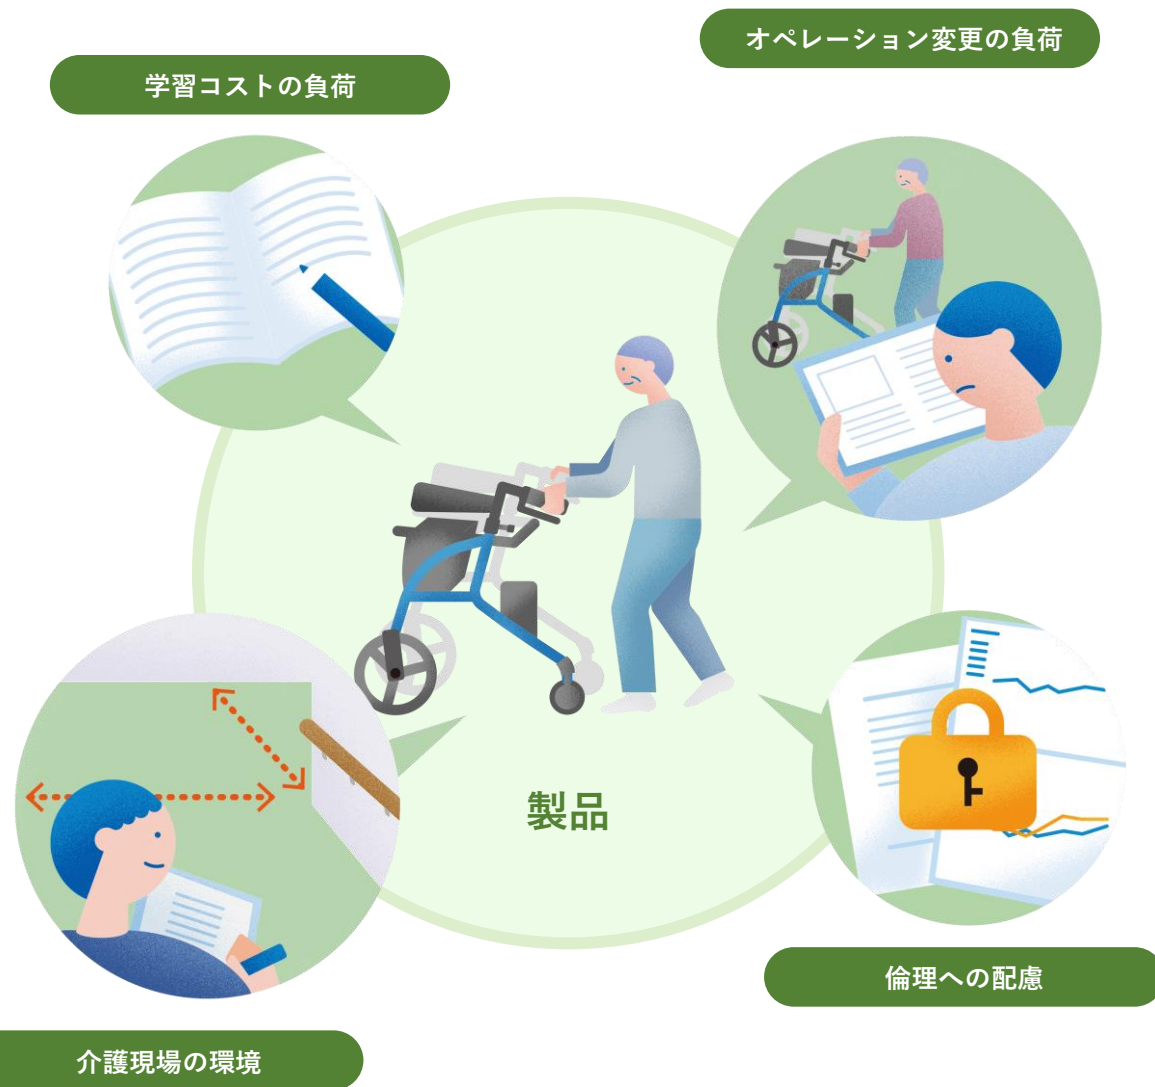 オペレーション変更の負荷
学習コストの負荷
製品
倫理への配慮
介護現場の環境